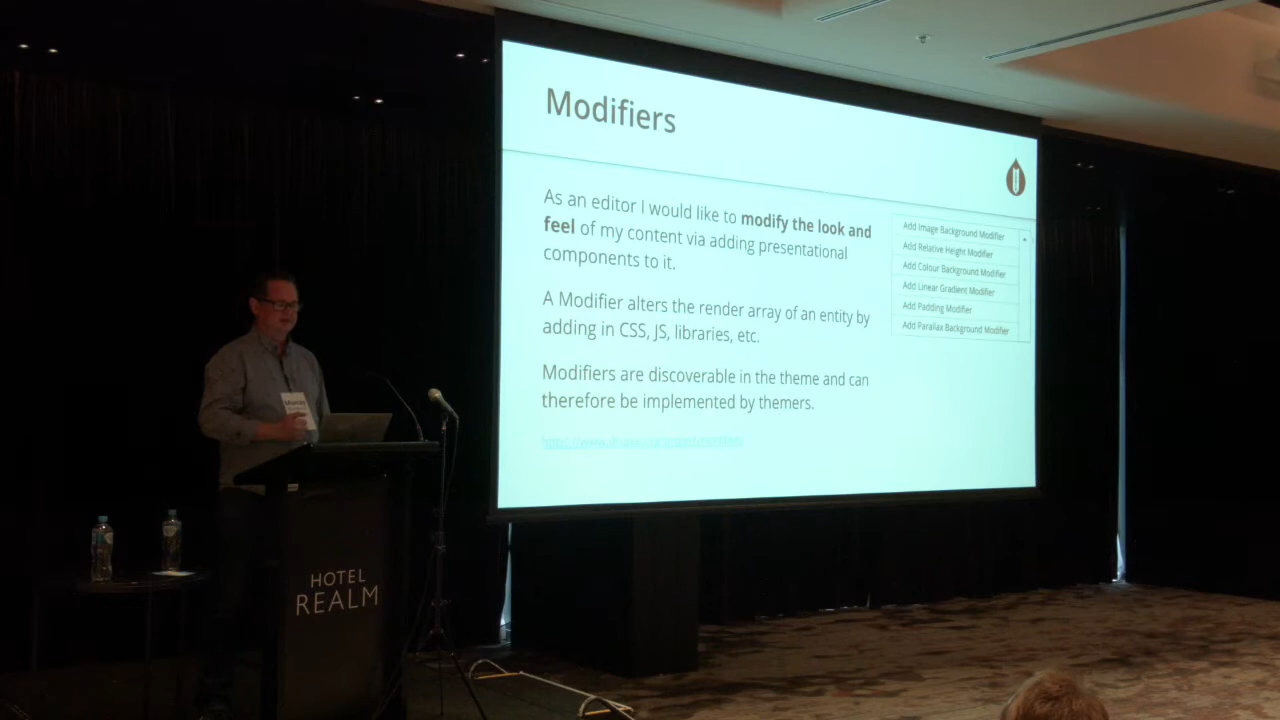 Modifiers
As an editor I would like to modify the look and
feel of my content via adding presentational
components to it.
A Modifier alters the render array of an entity by
adding in CSS, JS, libraries, etc.
Modifiers are discoverable in the theme and can
therefore be implemented by themers.
Add Image Background Modifier
Add Relative Height Modifier
Add Colour Background Modifier
Add Linear Gradient Modifier
Add Padding Modifier
Add Parallax Background Modifier
Murray
HOTEL
REALM